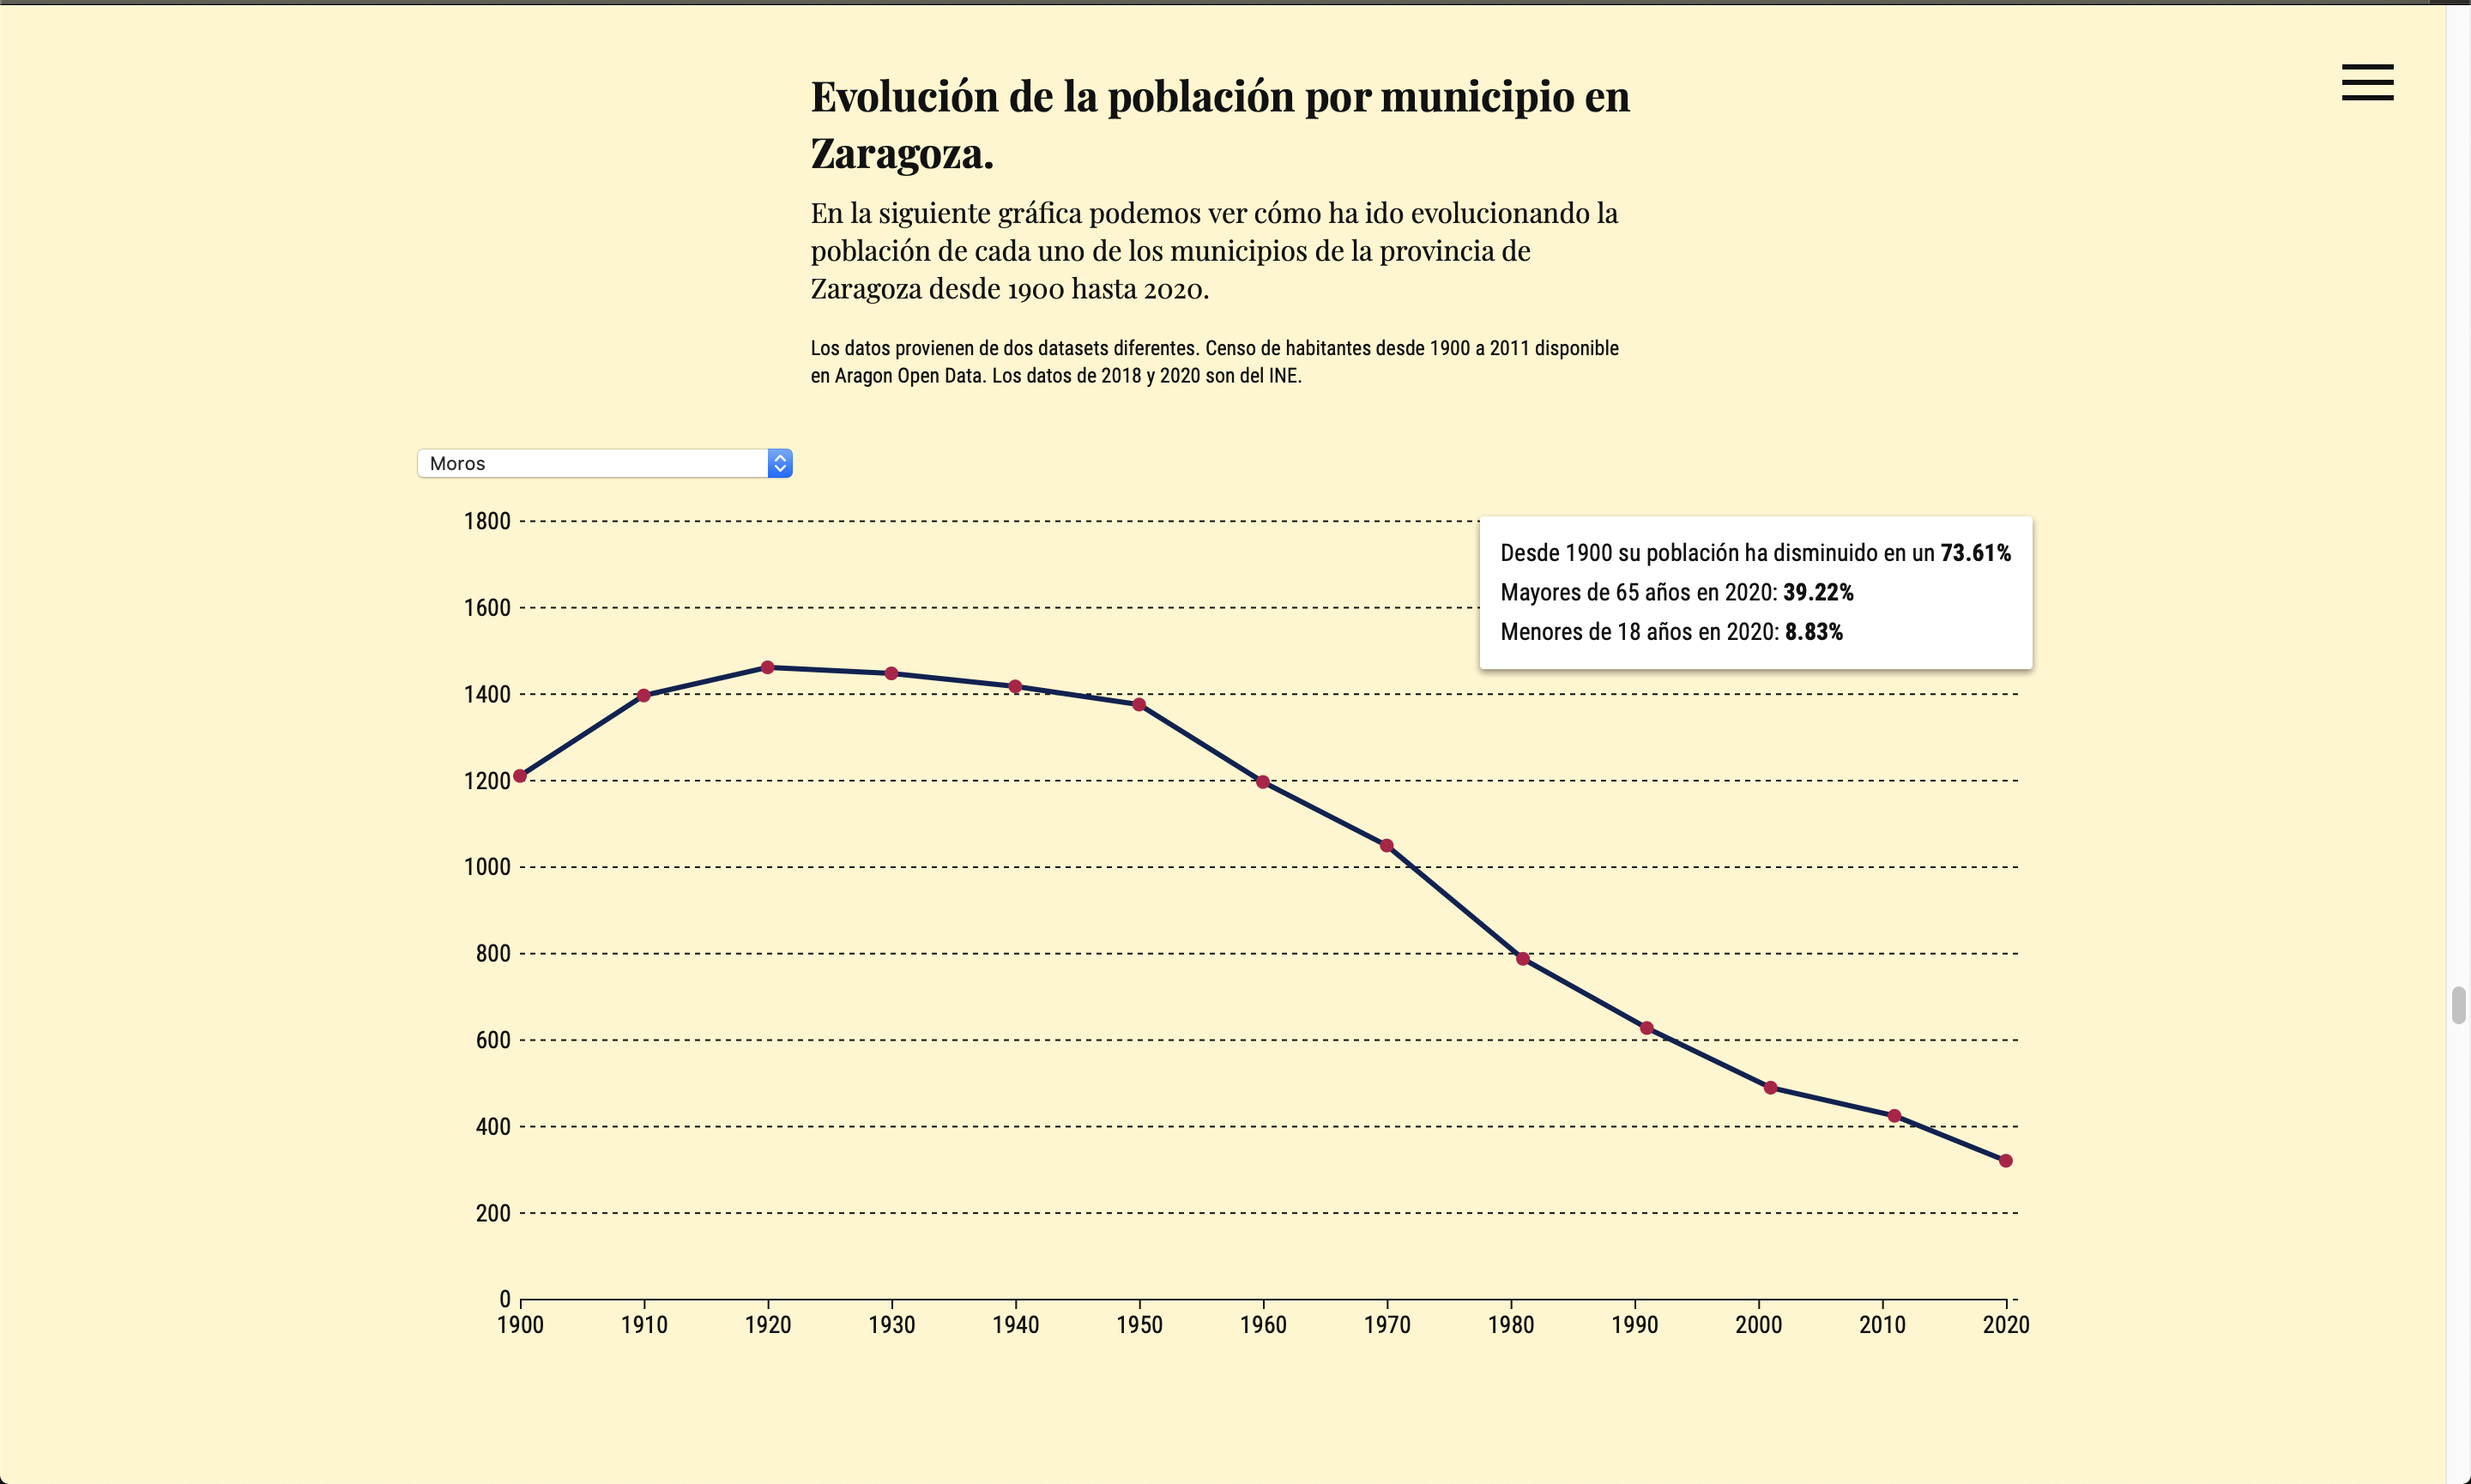 Evolución de la población por municipio en
Zaragoza.
En la siguiente gráfica podemos ver cómo ha ido evolucionando la
población de cada uno de los municipios de la provincia de
Zaragoza desde 1900 hasta 2020.
Los datos provienen de dos datasets diferentes. Censo de habitantes desde 1900 a 2011 disponible
en Aragon Open Data. Los datos de 2018 y 2020 son del INE.
Moros
Desde 1900 su población ha disminuido en un 73.61%
Mayores de 65 años en 2020: 39.22%
Menores de 18 años en 2020: 8.83%
1800
1600
1400
1200
1000
800
600
400
200
0
1900 1910 1920 1930 1940 1950 1960 1970 1980 1990 2000 2010 2020